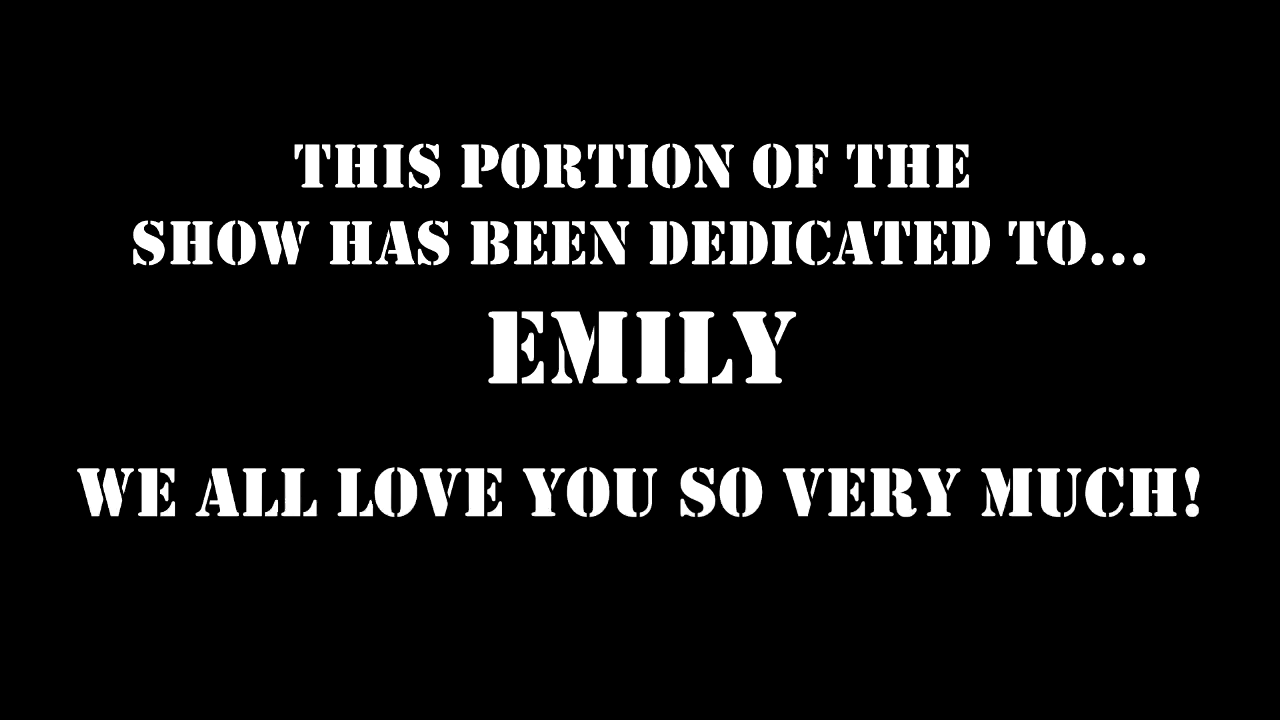 THIS PORTION OF THE
SHOW HAS BEEN DEDICATED TO...
EMILY
WE ALL LOVE YOU SO VERY MUCH!